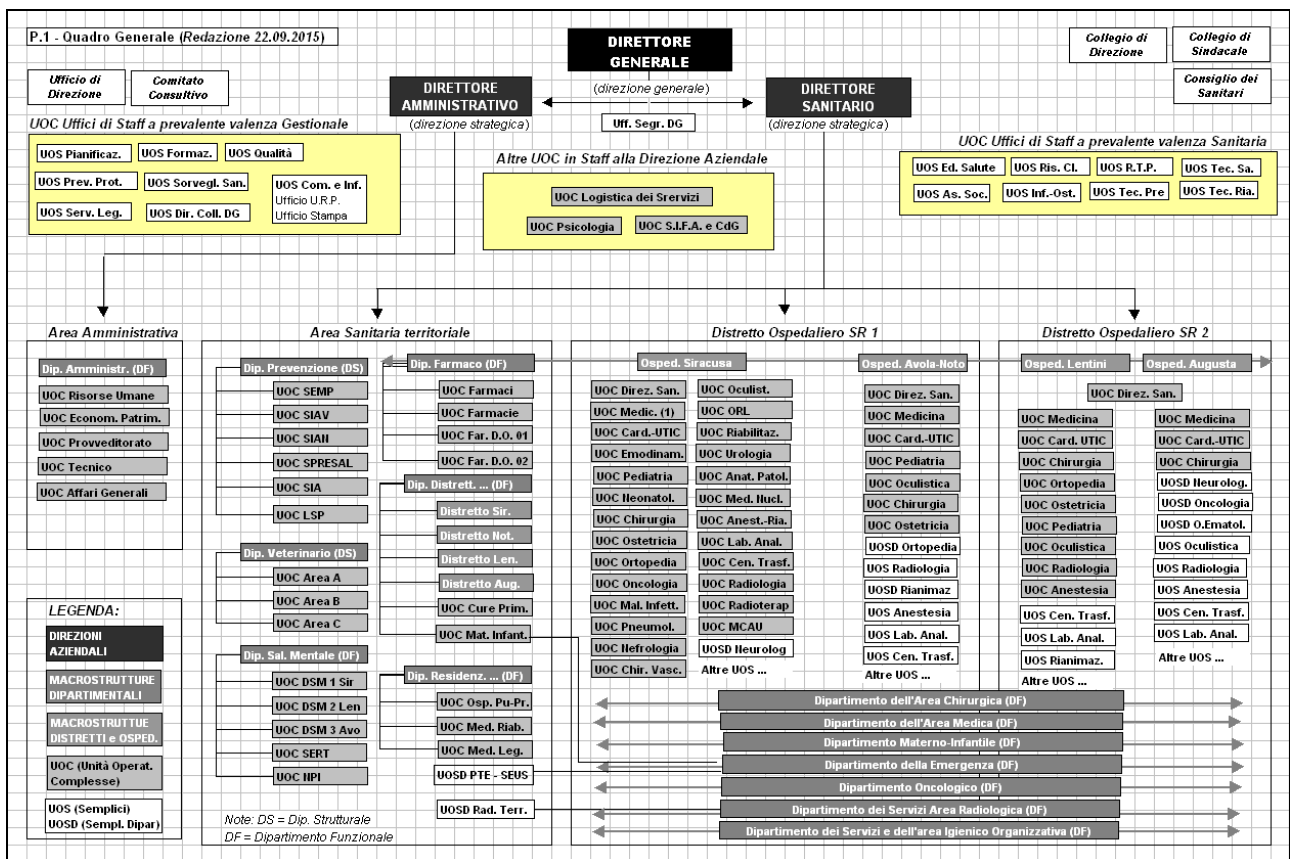 P.1 - Quadro Generale (Redazione 22.09.2015)
DIRETTORE
GENERALE
(direzione generale)
Collegio di
Direzione
Collegio di
Sindacale
Consiglio dei
Sanitari
Ufficio di
Direzione
Comitato
Consultivo
DIRETTORE
AMMINISTRATIVO
(direzione strategica)
DIRETTORE
SANITARIO
(direzione strategica)
Uff. Segr. DG
UOC Uffici di Staff a prevalente valenza Gestionale
UOS Pianificaz.
UOS Formaz.
UOS Qualità
UOS Prev. Prot.
UOS Sorvegl. San.
UOS Com. e Inf.
Ufficio U.R.P.
Ufficio Stampa
UOS Serv. Leg.
UOS Dir. Coll. DG
Altre UOC in Staff alla Direzione Aziendale
UOC Logistica dei Srervizi
UOC Psicologia
UOC S.I.F.A. e CdG
UOC Uffici di Staff a prevalente valenza Sanitaria
UOS Ed. Salute
UOS Ris. Cl.
UOS R.T.P.
UOS Tec. Sa.
UOS As. Soc.
UOS Inf.-Ost.
UOS Tec. Pre
UOS Tec. Ria.
Area Amministrativa
Dip. Amministr. (DF)
UOC Risorse Umane
UOC Econom. Patrim.
UOC Provveditorato
UOC Tecnico
UOC Affari Generali
LEGENDA:
DIREZIONI
AZIENDALI
MACROSTRUTTURE
DIPARTIMENTALI
MACROSTRUTTUE
DISTRETTI e OSPED.
UOC (Unità Operat.
Complesse)
UOS (Semplici)
UOSD (Sempl. Dipar)
Area Sanitaria territoriale
Dip. Prevenzione (DS)
UOC SEMP
UOC SIAV
UOC SIAN
UOC SPRESAL
UOC SIA
UOC LSP
Dip. Veterinario (DS)
UOC Area A
UOC Area B
UOC Area C
Dip. Sal. Mentale (DF)
UOC DSM 1 Sir
UOC DSM 2 Len
UOC DSM 3 Avo
UOC SERT
UOC NPI
Note: DS = Dip. Strutturale
DF = Dipartimento Funzionale
Dip. Farmaco (DF)
UOC Farmaci
UOC Farmacie
UOC Far. D.O. 01
UOC Far. D.O. 02
Dip. Distrett. ... (DF)
Distretto Sir.
Distretto Not.
Distretto Len.
Distretto Aug.
UOC Cure Prim.
UOC Mat. Infant.
Dip. Residenz. ... (DF)
UOC Osp. Pu-Pr.
UOC Med. Riab.
UOC Med. Leg.
UOSD PTE - SEUS
UOSD Rad. Terr.
Distretto Ospedaliero SR 1
Osped. Siracusa
UOC Direz. San.
UOC Medic. (1)
UOC Card.-UTIC
UOC Emodinam.
UOC Pediatria
UOC Neonatol.
UOC Chirurgia
UOC Ostetricia
UOC Ortopedia
UOC Oncologia
UOC Mal. Infett.
UOC Pneumol.
UOC Nefrologia
UOC Chir. Vasc.
UOC Oculist.
UOC ORL
UOC Riabilitaz.
UOC Urologia
UOC Anat. Patol.
UOC Med. Nucl.
UOC Anest.-Ria.
UOC Lab. Anal.
UOC Cen. Trasf.
UOC Radiologia
UOC Radioterap
UOC MCAU
UOSD Neurolog
Altre UOS ...
Osped. Avola-Noto
UOC Direz. San.
UOC Medicina
UOC Card.-UTIC
UOC Pediatria
UOC Oculistica
UOC Chirurgia
UOC Ostetricia
UOSD Ortopedia
UOS Radiologia
UOSD Rianimaz
UOS Anestesia
UOS Lab. Anal.
UOS Cen. Trasf.
Altre UOS ...
Distretto Ospedaliero SR 2
Osped. Lentini
Osped. Augusta
UOC Direz. San.
UOC Medicina
UOC Card. UTIC
UOC Chirurgia
UOC Ortopedia
UOC Ostetricia
UOC Pediatria
UOC Oculistica
UOC Radiologia
UOC Anestesia
UOS Cen. Trasf.
UOS Lab. Anal.
UOS Rianimaz.
Altre UOS ...
UOC Medicina
UOC Card.-UTIC
UOC Chirurgia
UOSD Neurolog.
UOSD Oncologia
UOSD O.Ematol.
UOS Oculistica
UOS Radiologia
UOS Anestesia
UOS Cen. Trasf.
UOS Lab. Anal.
Altre UOS ...
Dipartimento dell'Area Chirurgica (DF)
Dipartimento dell'Area Medica (DF)
Dipartimento Materno-Infantile (DF)
Dipartimento della Emergenza (DF)
Dipartimento Oncologico (DF)
Dipartimento dei Servizi Area Radiologica (DF)
Dipartimento dei Servizi e dell'area Igienico Organizzativa (DF)